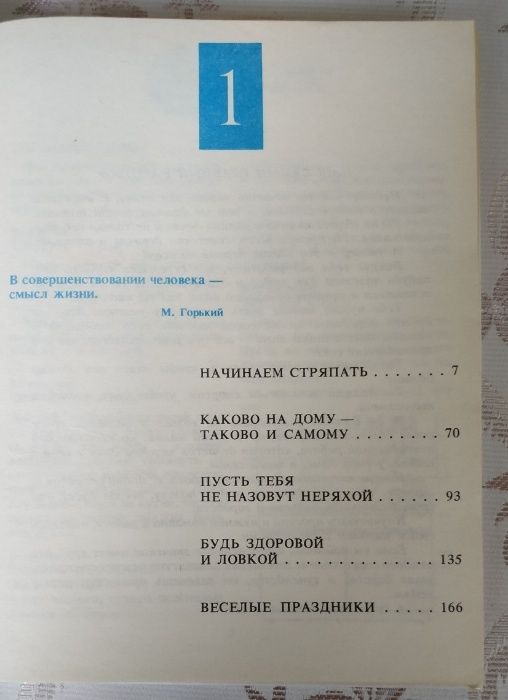 1
В совершенствовании человека —
смысл жизни.
М. Горький
НАЧИНАЕМ СТРЯПАТЬ . . . . . . . 7
КАКОВО НА ДОМУ —
ТАКОВО И САМОМУ . . . . . . . . 70
ПУСТЬ ТЕБЯ
НЕ НАЗОВУТ НЕРЯХОЙ . . . . . . 93
БУДЬ ЗДОРОВОЙ
И ЛОВКОЙ . . . . . . . . . . . . . . 135
ВЕСЕЛЫЕ ПРАЗДНИКИ . . . . . 166